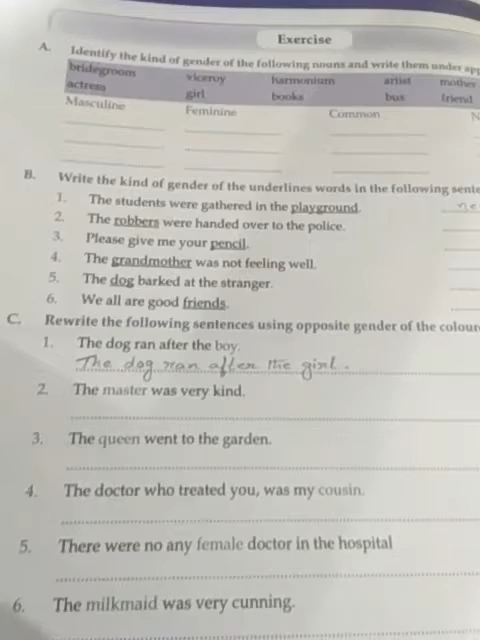 Exercise
A. Identify the kind of gender of the following nouns and write them under
bridegroom viceroy harmonium artist mother
actress girl books bus friend
Masculine Feminine Common N
B. Write the kind of gender of the underlines words in the following
1. The students were gathered in the playground. ne
2. The robbers were handed over to the police.
3. Please give me your pencil.
4. The grandmother was not feeling well.
5. The dog barked at the stranger.
6. We all are good friends.
C. Rewrite the following sentences using opposite gender of the
1. The dog ran after the boy.
The dog ran after the girl.
2. The master was very kind.
3. The queen went to the garden.
4. The doctor who treated you, was my cousin.
5. There were no any female doctor in the hospital
6. The milkmaid was very cunning.